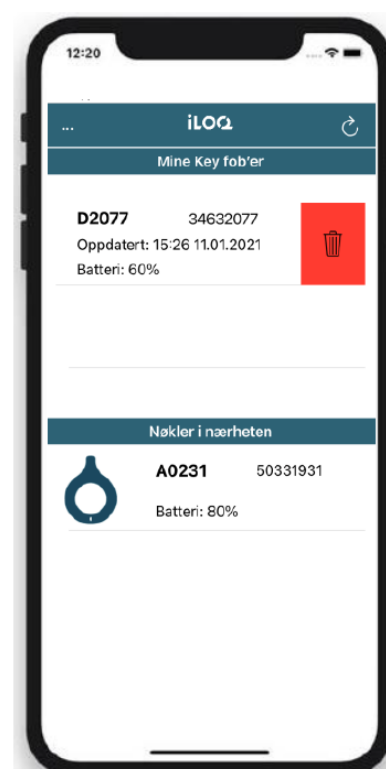 12:20
... iLOQ
Mine Key fob'er
D2077 34632077
Oppdatert: 15:26 11.01.2021
Batteri: 60%
Nøkler i nærheten
A0231 50331931
Batteri: 80%